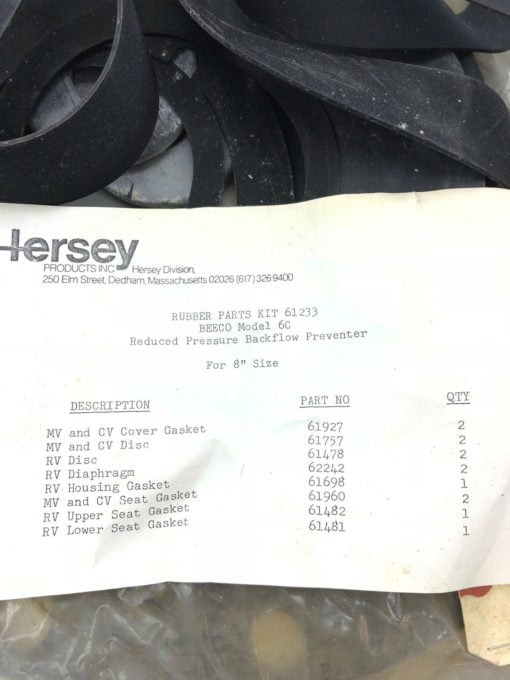 Hersey
PRODUCTS INC. Hersey Division,
250 Elm Street, Dedham, Massachusetts 02026 (617) 326-9400
RUBBER PARTS KIT 61233
BEECO Model 6C
Reduced Pressure Backflow Preventer
For 8" Size
DESCRIPTION PART NO QTY
MV and CV Cover Gasket 61927 2
MV and CV Disc 61757 2
RV Disc 61478 2
RV Diaphragm 62242 2
RV Housing Gasket 61698 1
MV and CV Seat Gasket 61960 2
RV Upper Seat Gasket 61482 1
RV Lower Seat Gasket 61481 1